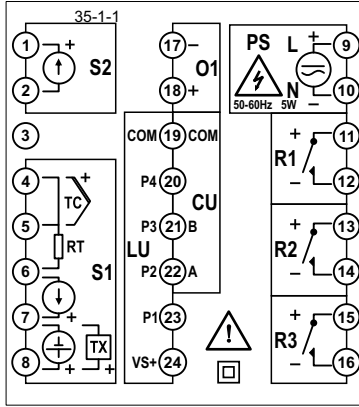 35-1-1
1 + S2
2 -
3
4 + TC
5
RT
6 S1
7 +
8 + TX +
17 - O1
18 +
COM 19 COM
P4 20 CU
P3 21 B
LU
P2 22 A
P1 23
VS+ 24
PS L 9
+
N 10
50-60Hz 5W -
+ 11
R1
- 12
+ 13
R2
- 14
+ 15
R3
- 16